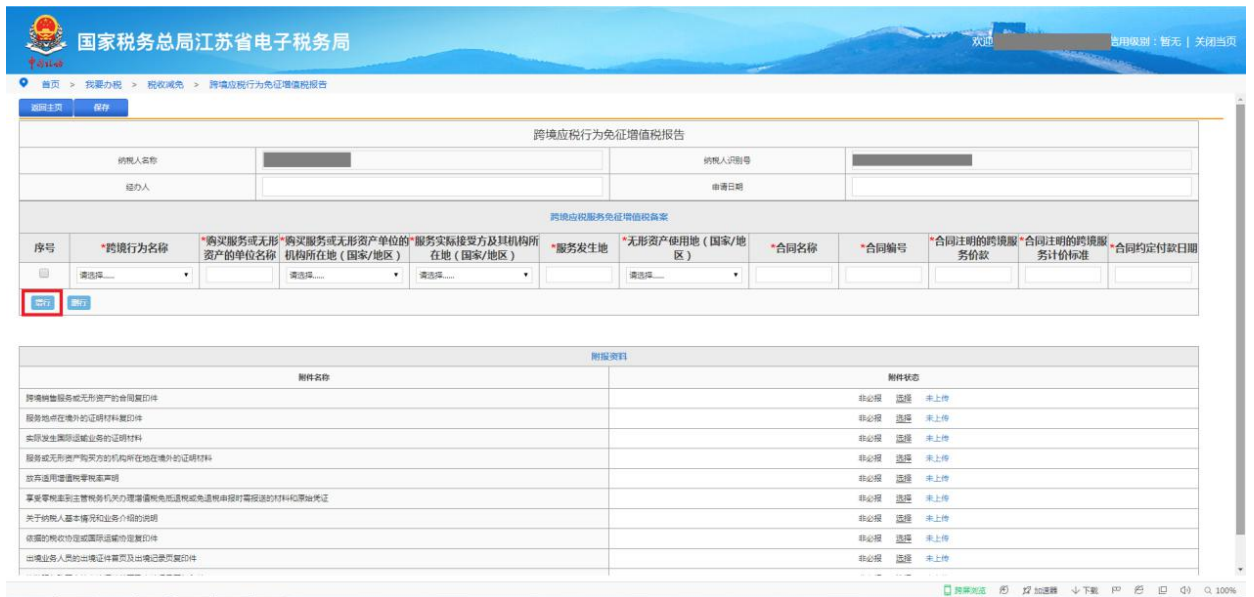 国家税务总局江苏省电子税务局
欢迎 信用级别：暂无 | 关闭当页
首页 > 我要办税 > 税收减免 > 跨境应税行为免征增值税报告
返回主页 保存
跨境应税行为免征增值税报告
纳税人名称 纳税人识别号
经办人 申请日期
跨境应税服务免征增值税备案
序号 *跨境行为名称 *购买服务或无形资产的单位名称 *购买服务或无形资产单位的机构所在地（国家/地区） *服务实际接受方及其机构所在地（国家/地区） *服务发生地 *无形资产使用地（国家/地区） *合同名称 *合同编号 *合同注明的跨境服务价款 *合同注明的跨境服务计价标准 *合同约定付款日期
请选择...... 请选择...... 请选择...... 请选择......
增行 删行
附报资料
附件名称 附件状态
跨境销售服务或无形资产的合同复印件 非必报 选择 未上传
服务地点在境外的证明材料复印件 非必报 选择 未上传
实际发生国际运输业务的证明材料 非必报 选择 未上传
服务或无形资产购买方的机构所在地在境外的证明材料 非必报 选择 未上传
放弃适用增值税零税率声明 非必报 选择 未上传
享受零税率到主管税务机关办理增值税免抵退税或免退税申报时需报送的材料和原始凭证 非必报 选择 未上传
关于纳税人基本情况和业务介绍的说明 非必报 选择 未上传
依据的税收协定或国际运输协定复印件 非必报 选择 未上传
出境业务人员的出境证件首页及出境记录页复印件 非必报 选择 未上传
跨屏浏览 加速器 下载 100%